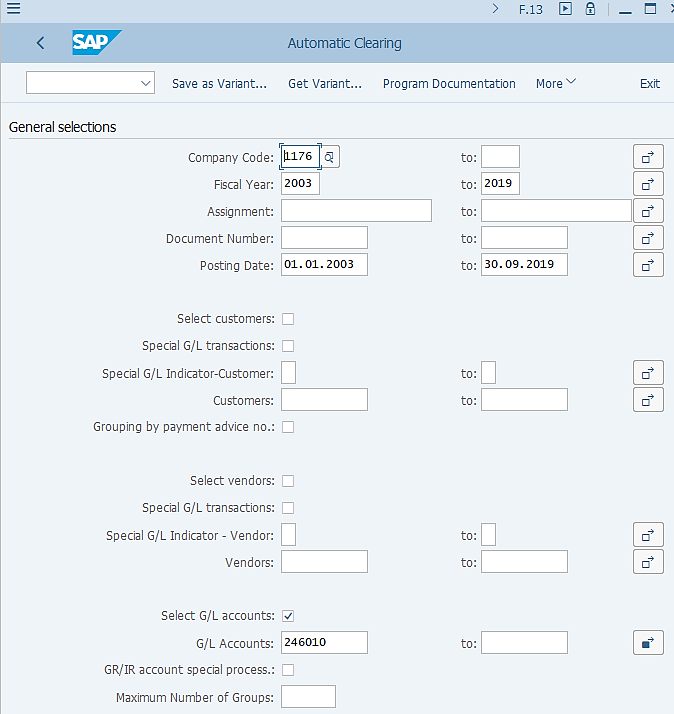 F.13
SAP Automatic Clearing
Save as Variant... Get Variant... Program Documentation More Exit
General selections
Company Code: 1176 to:
Fiscal Year: 2003 to: 2019
Assignment: to:
Document Number: to:
Posting Date: 01.01.2003 to: 30.09.2019
Select customers:
Special G/L transactions:
Special G/L Indicator-Customer: to:
Customers: to:
Grouping by payment advice no.:
Select vendors:
Special G/L transactions:
Special G/L Indicator - Vendor: to:
Vendors: to:
Select G/L accounts:
G/L Accounts: 246010 to:
GR/IR account special process.:
Maximum Number of Groups: